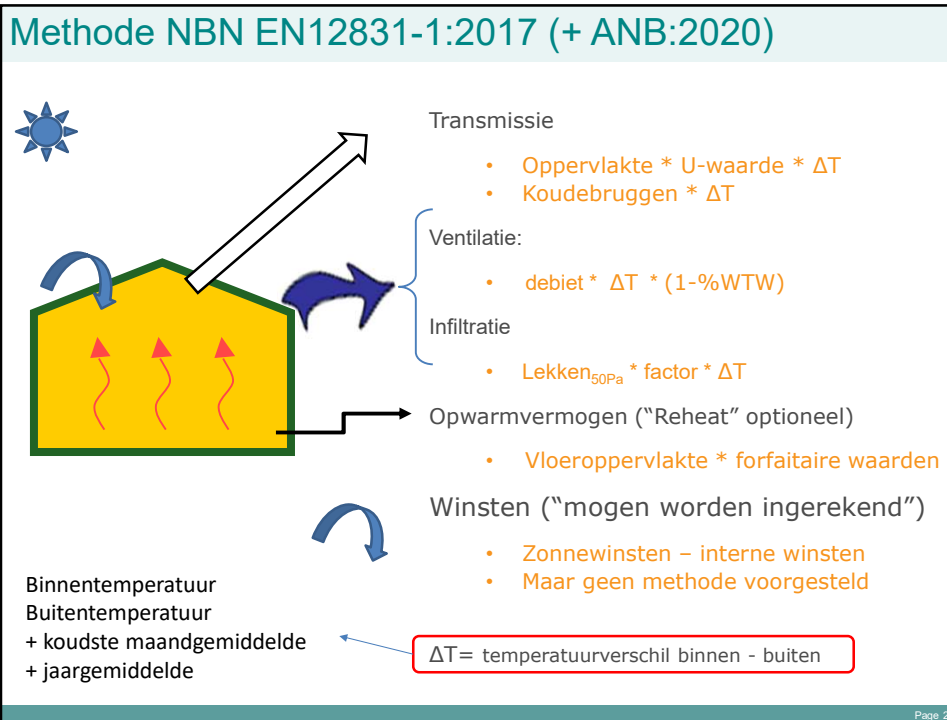 Methode NBN EN12831-1:2017 (+ ANB:2020)
Transmissie
• Oppervlakte * U-waarde * ΔT
• Koudebruggen * ΔT
Ventilatie:
• debiet * ΔT * (1-%WTW)
Infiltratie
• Lekken50Pa * factor * ΔT
Opwarmvermogen (“Reheat” optioneel)
• Vloeroppervlakte * forfaitaire waarden
Winsten (“mogen worden ingerekend”)
• Zonnewinsten – interne winsten
• Maar geen methode voorgesteld
Binnentemperatuur
Buitentemperatuur
+ koudste maandgemiddelde
+ jaargemiddelde
ΔT= temperatuurverschil binnen - buiten
Page 2